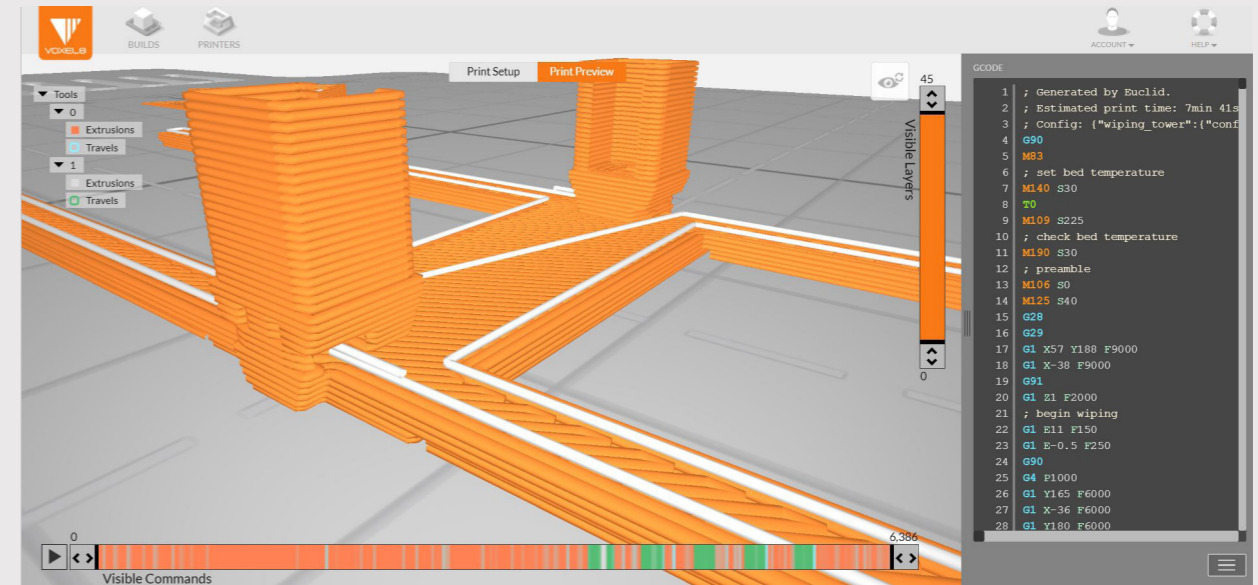 VOXEL8
BUILDS
PRINTERS
ACCOUNT
HELP
Print Setup
Print Preview
Tools
0
Extrusions
Travels
1
Extrusions
Travels
45
Visible Layers
0
0
6,386
Visible Commands
GCODE
1 ; Generated by Euclid.
2 ; Estimated print time: 7min 41s
3 ; Config: {"wiping_tower":{"conf
4 G90
5 M83
6 ; set bed temperature
7 M140 S30
8 T0
9 M109 S225
10 ; check bed temperature
11 M190 S30
12 ; preamble
13 M106 S0
14 M125 S40
15 G28
16 G29
17 G1 X57 Y188 F9000
18 G1 X-38 F9000
19 G91
20 G1 Z1 F2000
21 ; begin wiping
22 G1 E11 F150
23 G1 E-0.5 F250
24 G90
25 G4 P1000
26 G1 Y165 F6000
27 G1 X-36 F6000
28 G1 Y180 F6000